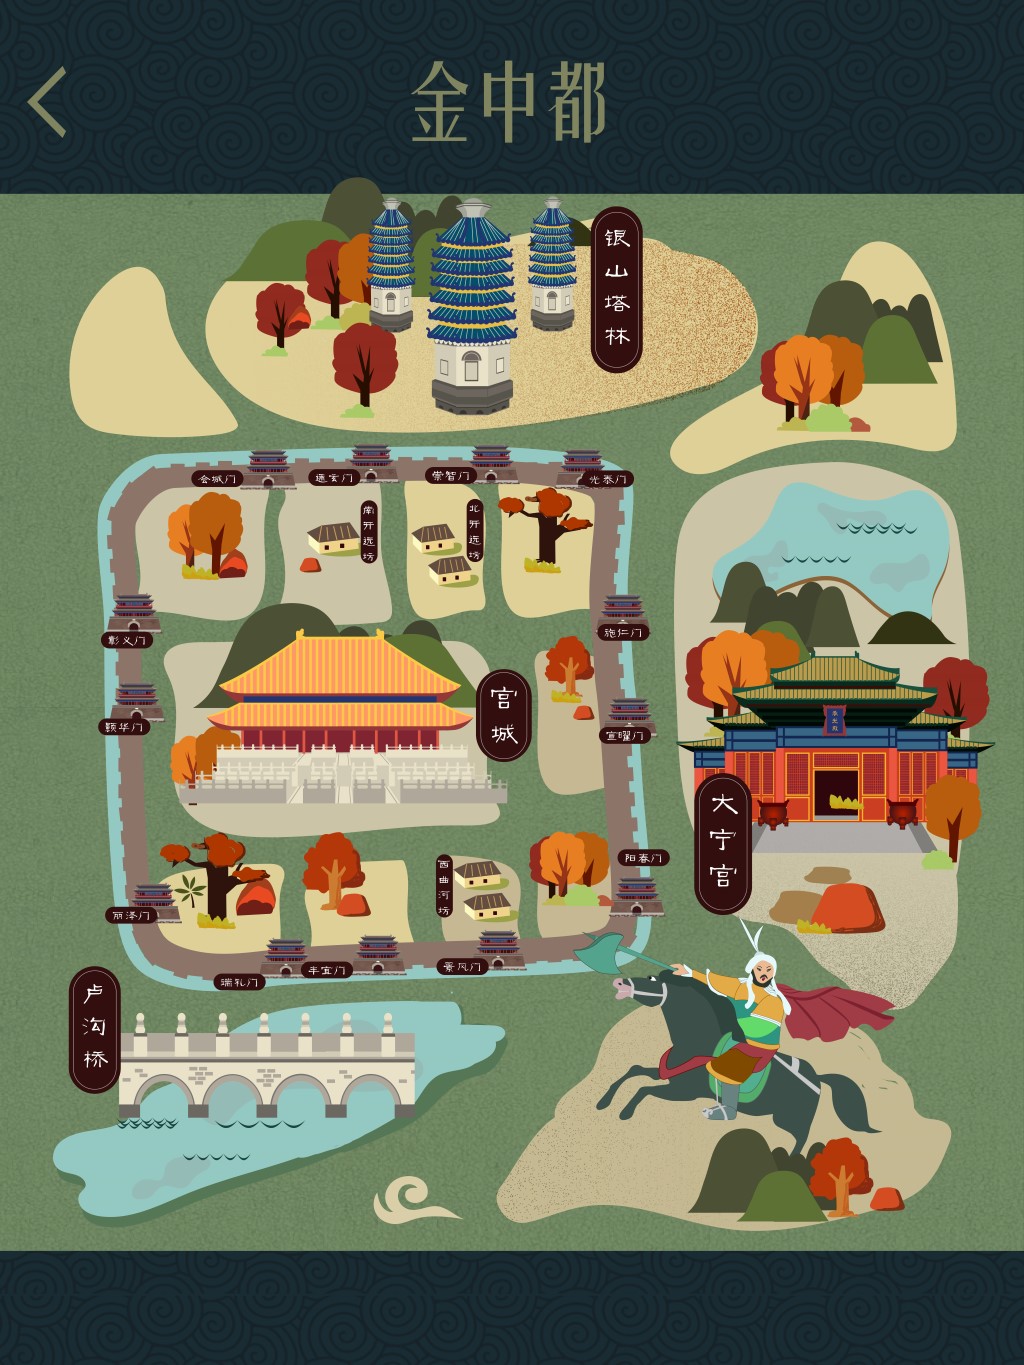 金中都
银山塔林
会城门
通玄门
崇智门
光泰门
南开远坊
北开远坊
彰义门
施仁门
宫城
颢华门
宣曜门
大宁宫
阳春门
西曲河坊
丽泽门
景风门
丰宜门
端礼门
卢沟桥